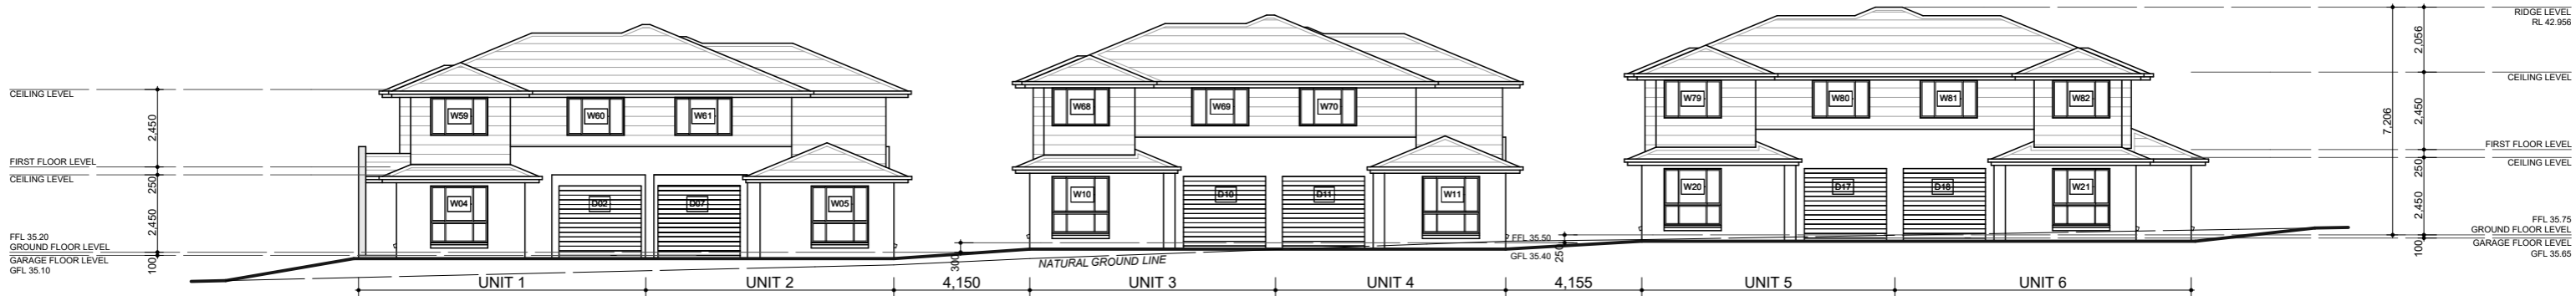 CEILING LEVEL
2,450
FIRST FLOOR LEVEL
CEILING LEVEL
250
2,450
FFL 35.20
GROUND FLOOR LEVEL
GARAGE FLOOR LEVEL
GFL 35.10
100
W59
W60
W61
W04
D02
D07
W05
UNIT 1
UNIT 2
300
4,150
NATURAL GROUND LINE
W68
W69
W70
W10
D10
D11
W11
UNIT 3
UNIT 4
FFL 35.50
GFL 35.40
250
4,155
W79
W80
W81
W82
W20
D17
D18
W21
UNIT 5
UNIT 6
7,206
RIDGE LEVEL
RL 42.956
2,056
CEILING LEVEL
2,450
FIRST FLOOR LEVEL
CEILING LEVEL
250
2,450
FFL 35.75
GROUND FLOOR LEVEL
GARAGE FLOOR LEVEL
GFL 35.65
100